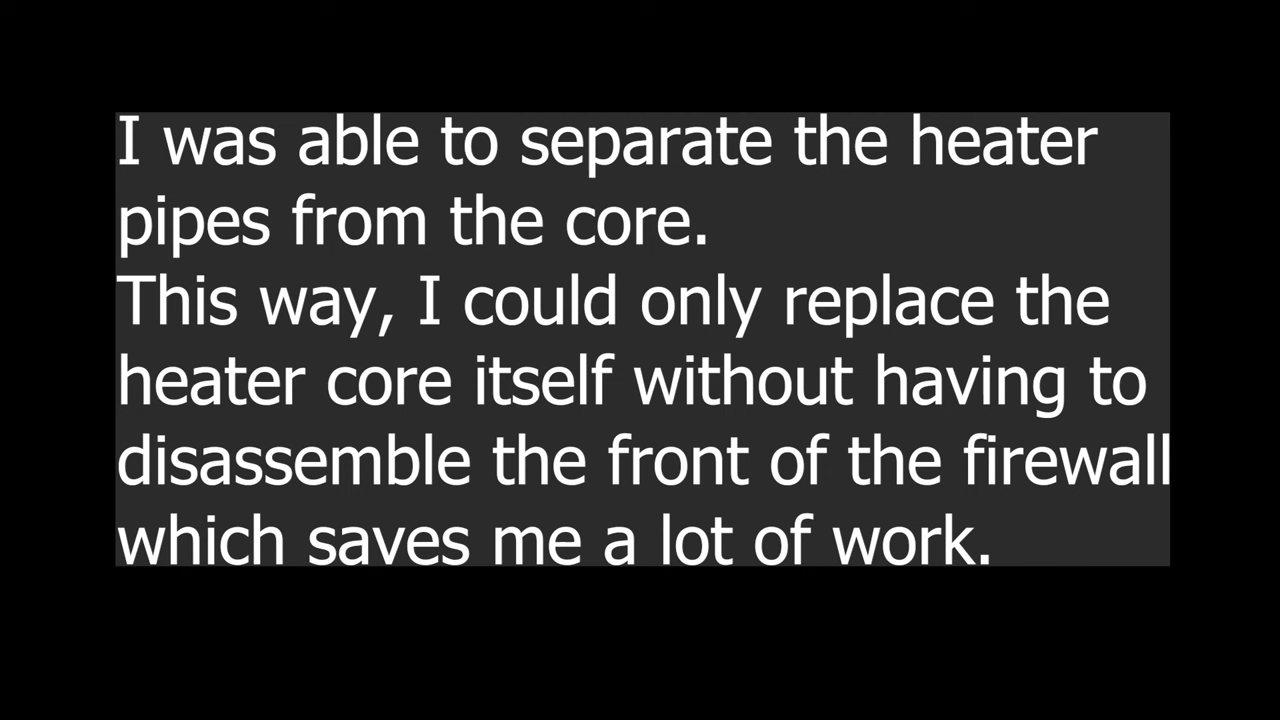 I was able to separate the heater
pipes from the core.
This way, I could only replace the
heater core itself without having to
disassemble the front of the firewall
which saves me a lot of work.